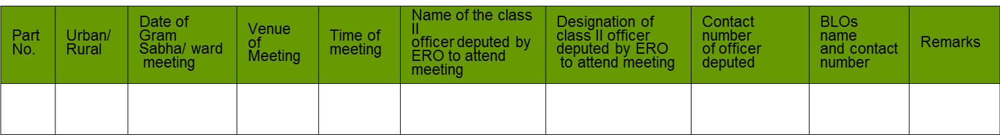 Part
No.
Urban/
Rural
Date of
Gram
Sabha/ ward
meeting
Venue
of
Meeting
Time of
meeting
Name of the class
II
officer deputed by
ERO to attend
meeting
Designation of
class II officer
deputed by ERO
to attend meeting
Contact
number
of officer
deputed
BLOs
name
and contact
number
Remarks